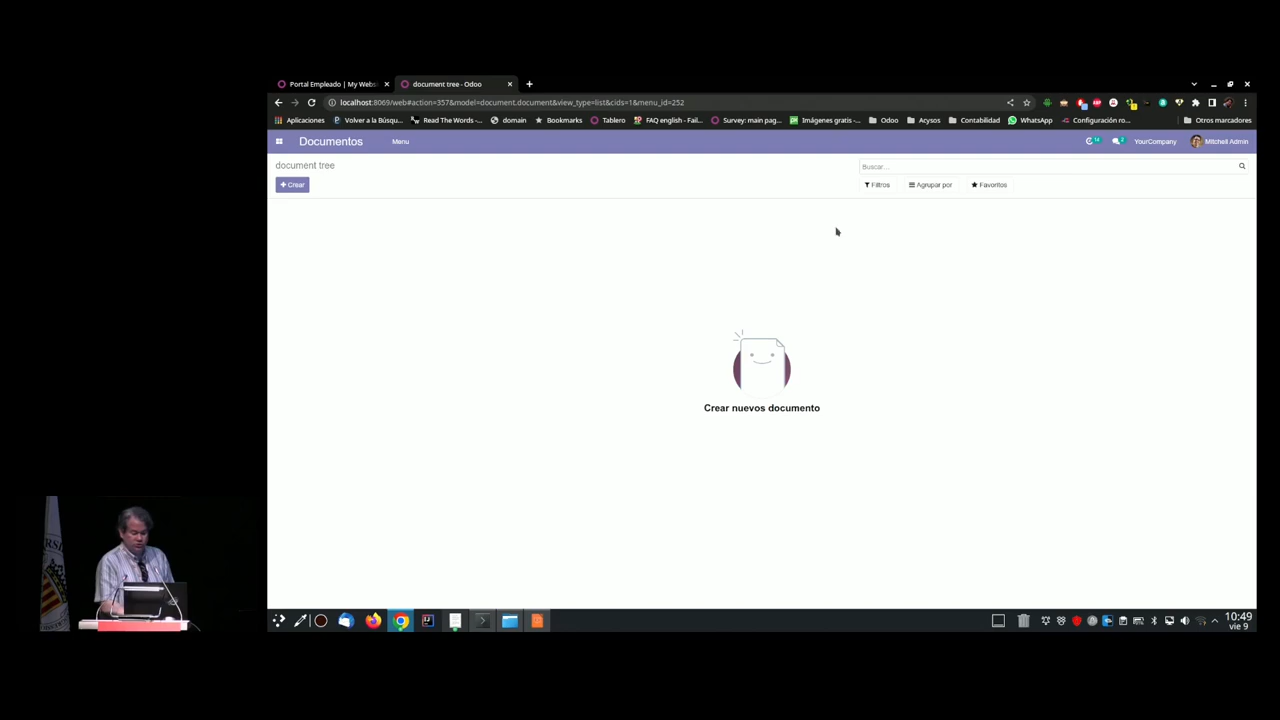 Portal Empleado | My Webs
document tree - Odoo
localhost:8069/web#action=357&model=document.document&view_type=list&cids=1&menu_id=252
Aplicaciones
Volver a la Búsqu...
Read The Words -...
domain
Bookmarks
Tablero
FAQ english - Fail...
Survey: main pag...
Imágenes gratis -...
Odoo
Acysos
Contabilidad
WhatsApp
Configuración ro...
Otros marcadores
Documentos
Menu
YourCompany
Mitchell Admin
document tree
Buscar...
+ Crear
Filtros
Agrupar por
Favoritos
Crear nuevos documento
10:49
vie 9